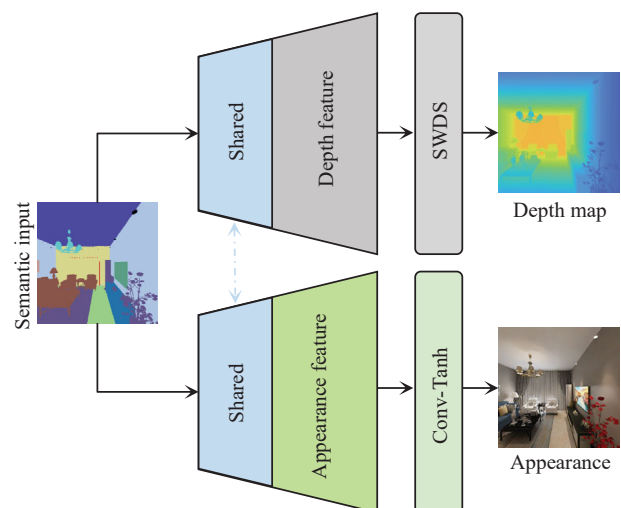 Semantic input
Shared
Depth feature
SWDS
Depth map
Shared
Appearance feature
Conv-Tanh
Appearance